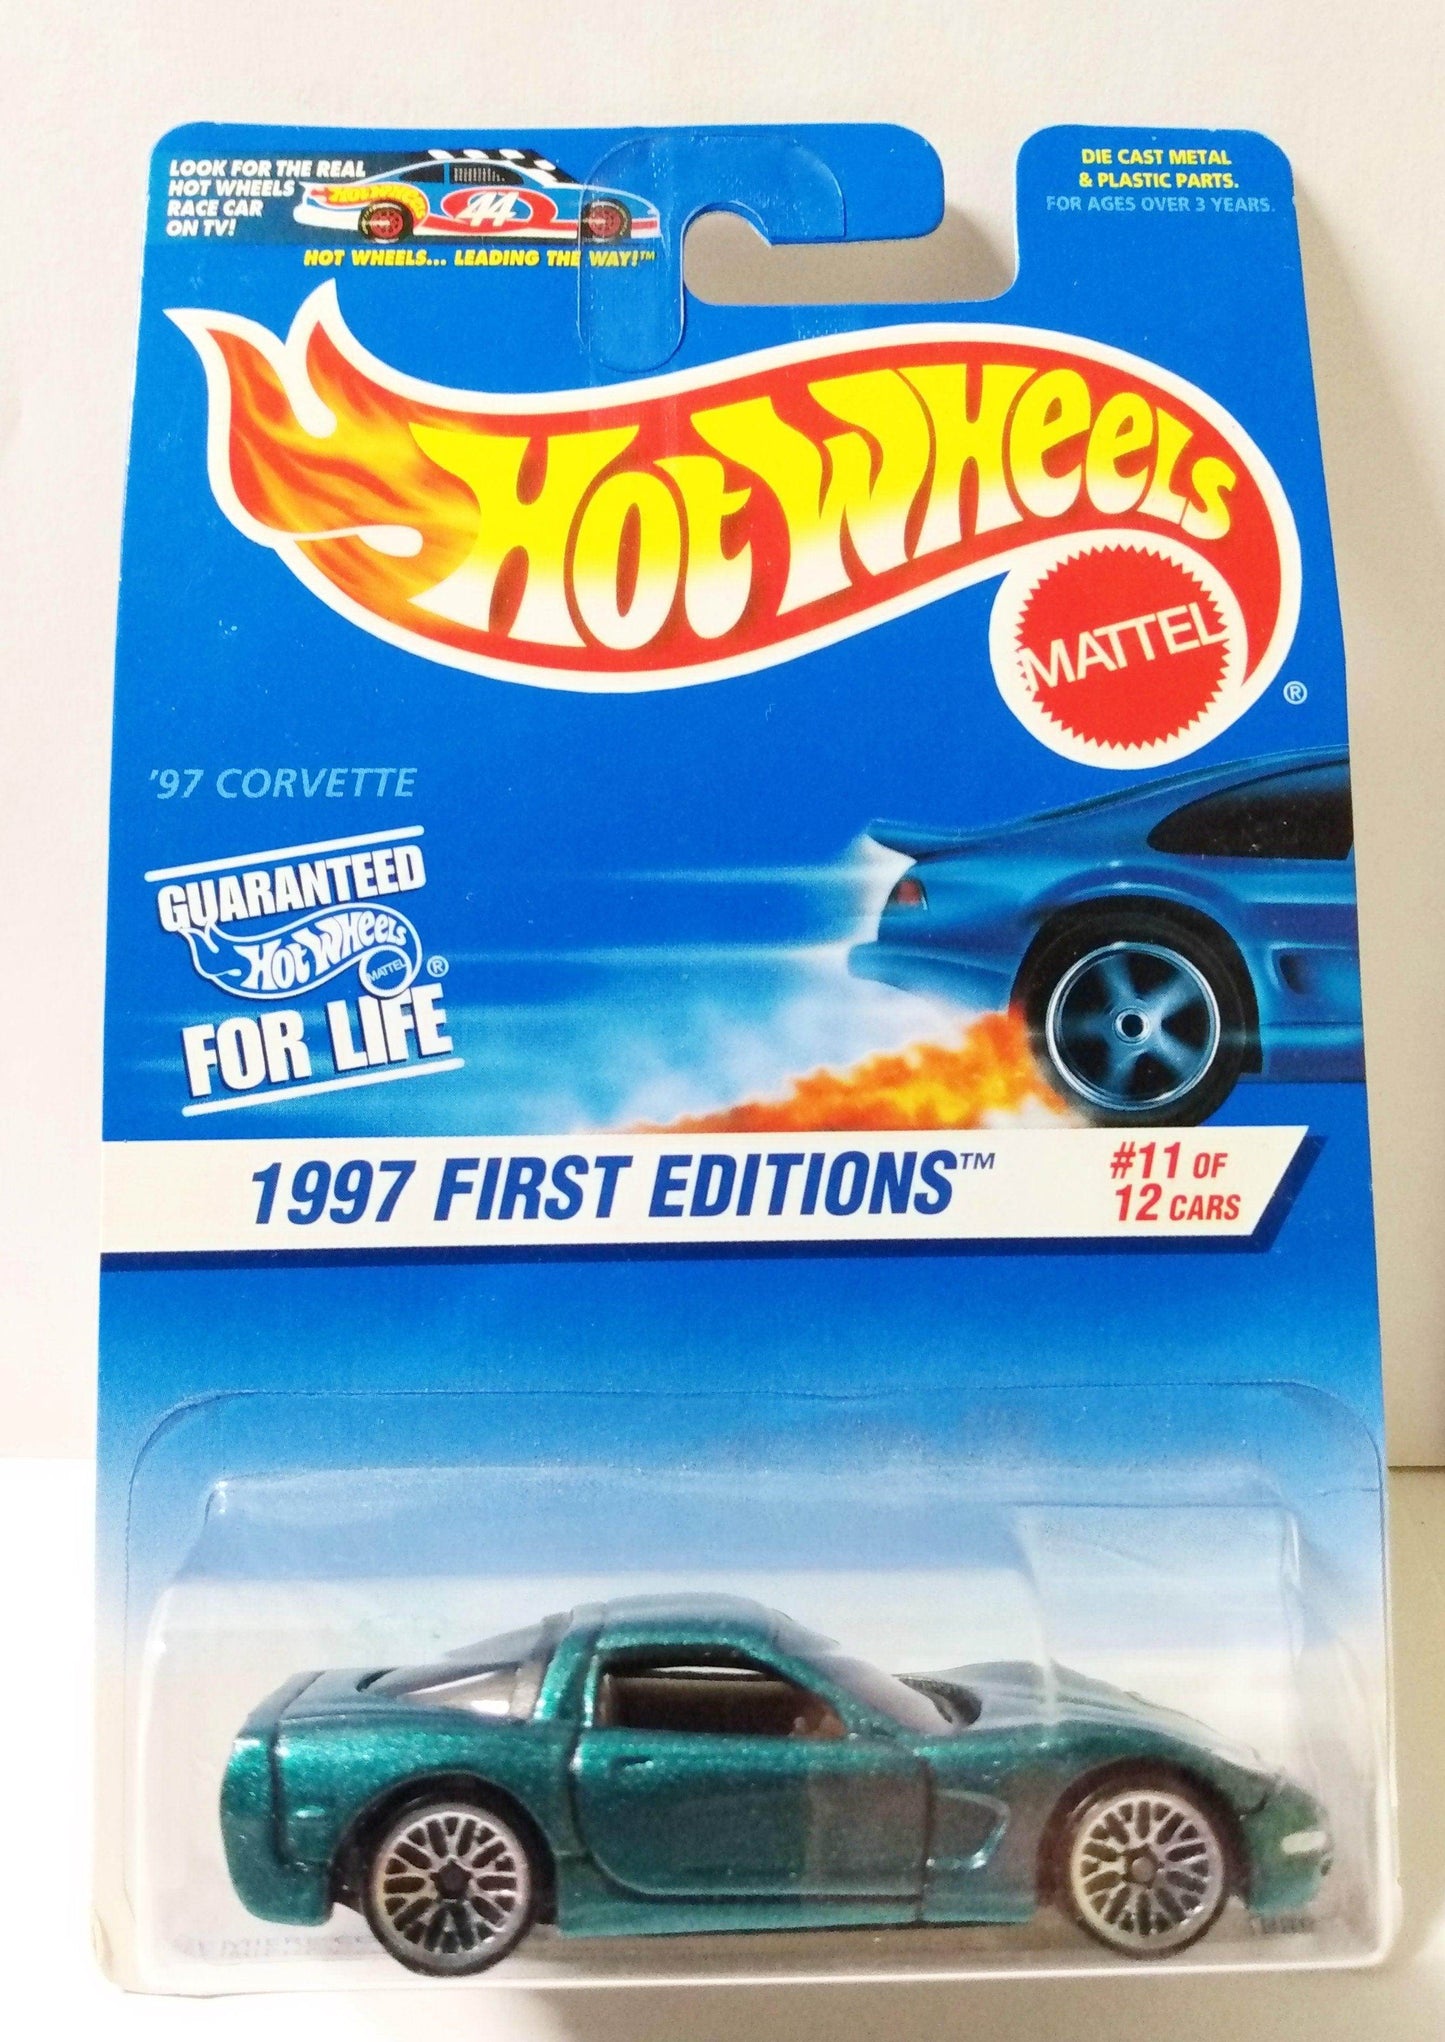 LOOK FOR THE REAL
HOT WHEELS
RACE CAR
ON TV!
HOT WHEELS
44
HOT WHEELS... LEADING THE WAY!™
DIE CAST METAL
& PLASTIC PARTS.
FOR AGES OVER 3 YEARS.
HOT WHEELS
MATTEL
®
'97 CORVETTE
GUARANTEED
HOT WHEELS
MATTEL ®
FOR LIFE
1997 FIRST EDITIONS™
#11 OF
12 CARS